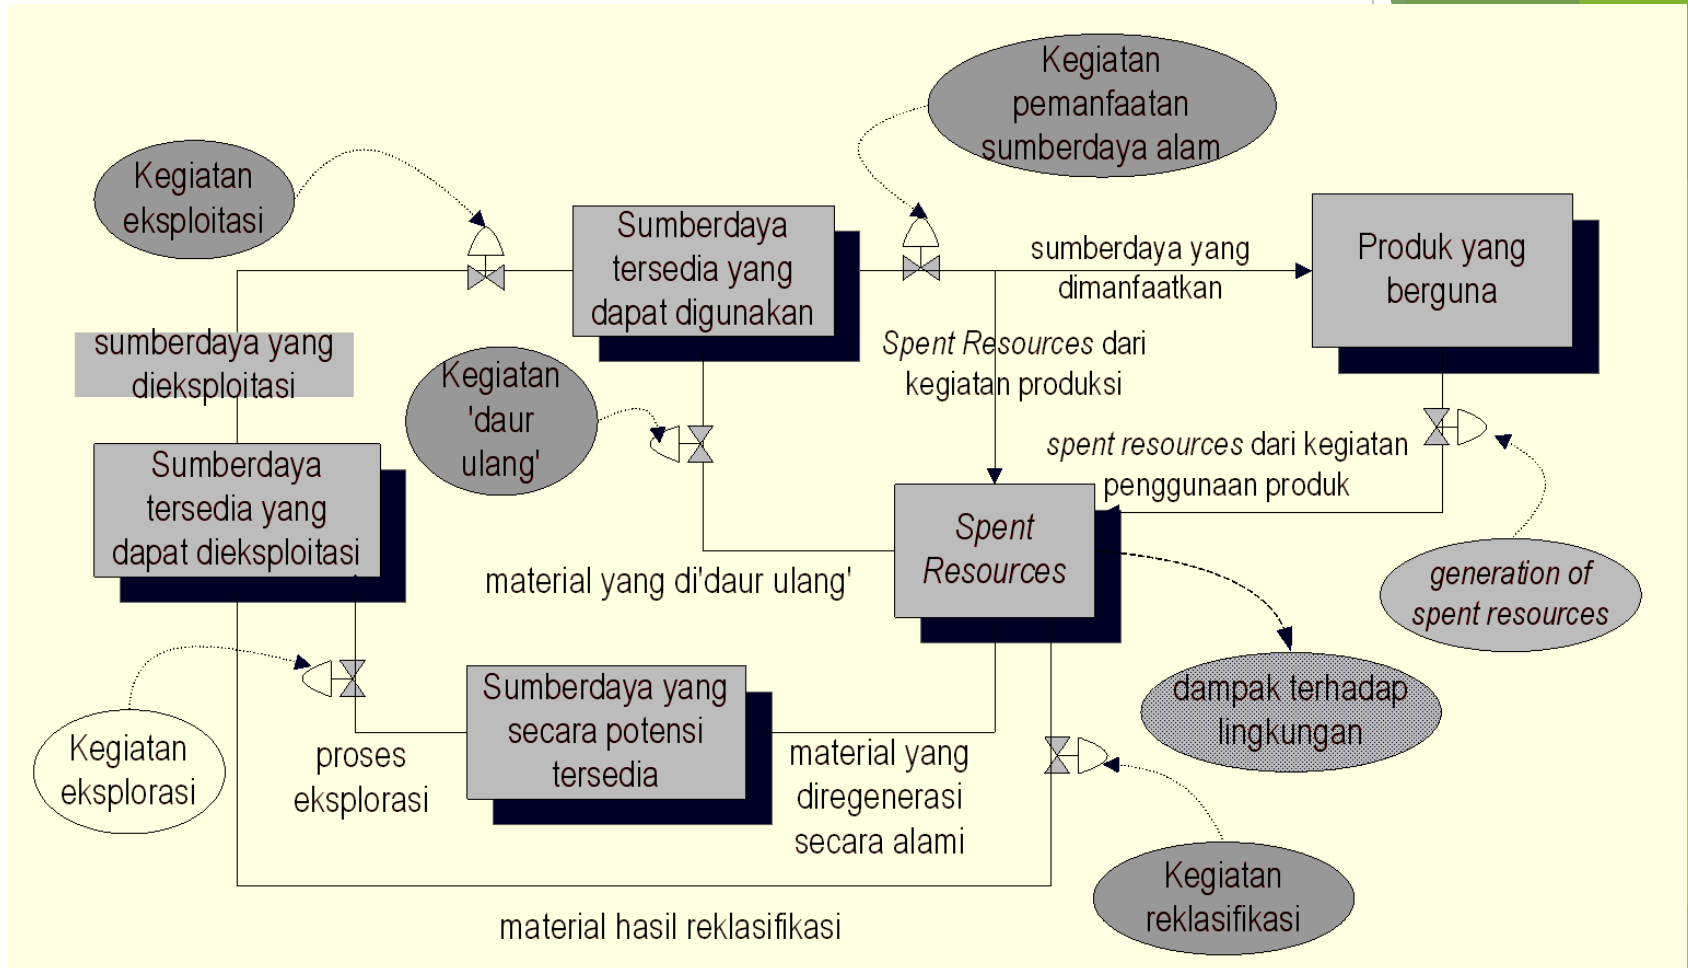 Kegiatan
pemanfaatan
sumberdaya alam
Kegiatan
eksploitasi
Sumberdaya
tersedia yang
dapat digunakan
sumberdaya yang
dimanfaatkan
Produk yang
berguna
sumberdaya yang
dieksploitasi
Spent Resources dari
kegiatan produksi
Kegiatan
'daur
ulang'
spent resources dari kegiatan
penggunaan produk
Sumberdaya
tersedia yang
dapat dieksploitasi
Spent
Resources
material yang di'daur ulang'
generation of
spent resources
Sumberdaya yang
secara potensi
tersedia
dampak terhadap
lingkungan
Kegiatan
eksplorasi
proses
eksplorasi
material yang
diregenerasi
secara alami
Kegiatan
reklasifikasi
material hasil reklasifikasi